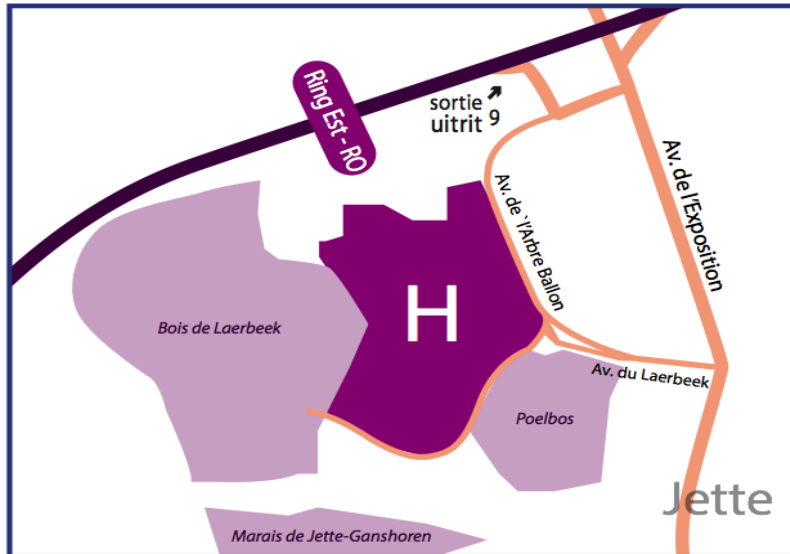 Ring Est - RO
sortie
uitrit 9
Av. de l'Exposition
Av. de `l'Arbre Ballon
H
Bois de Laerbeek
Av. du Laerbeek
Poelbos
Jette
Marais de Jette-Ganshoren